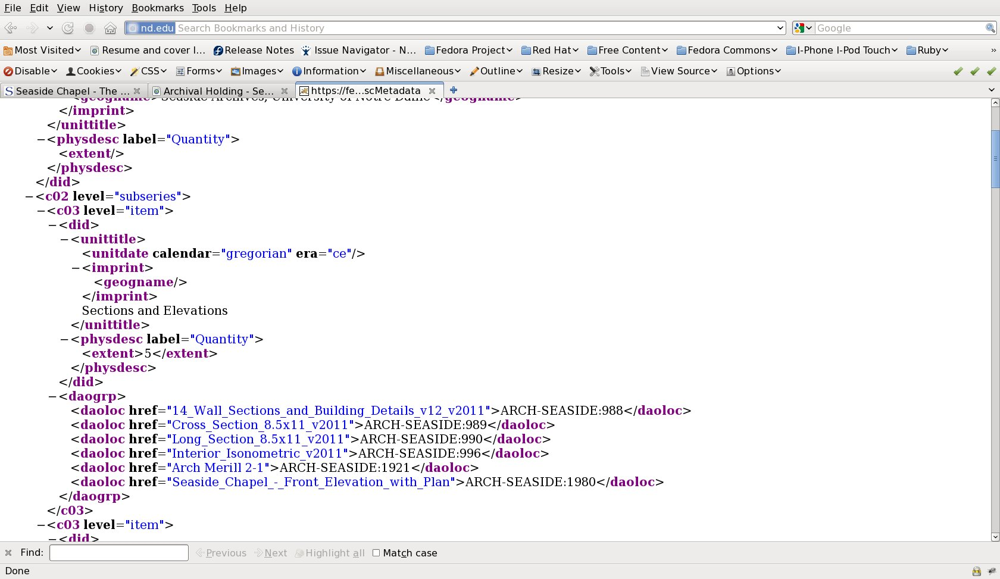 File Edit View History Bookmarks Tools Help
nd.edu Search Bookmarks and History Google
Most Visited Resume and cover l... Release Notes Issue Navigator - N... Fedora Project Red Hat Free Content Fedora Commons I-Phone I-Pod Touch Ruby »
Disable Cookies CSS Forms Images Information Miscellaneous Outline Resize Tools View Source Options
Seaside Chapel - The ... Archival Holding - Se... https://fe...scMetadata
<geogname>Seaside Archives, University of Notre Dame</geogname>
</imprint>
</unittitle>
−<physdesc label="Quantity">
<extent/>
</physdesc>
</did>
−<c02 level="subseries">
−<c03 level="item">
−<did>
−<unittitle>
<unitdate calendar="gregorian" era="ce"/>
−<imprint>
<geogname/>
</imprint>
Sections and Elevations
</unittitle>
−<physdesc label="Quantity">
<extent>5</extent>
</physdesc>
</did>
−<daogrp>
<daoloc href="14_Wall_Sections_and_Building_Details_v12_v2011">ARCH-SEASIDE:988</daoloc>
<daoloc href="Cross_Section_8.5x11_v2011">ARCH-SEASIDE:989</daoloc>
<daoloc href="Long_Section_8.5x11_v2011">ARCH-SEASIDE:990</daoloc>
<daoloc href="Interior_Isonometric_v2011">ARCH-SEASIDE:996</daoloc>
<daoloc href="Arch Merill 2-1">ARCH-SEASIDE:1921</daoloc>
<daoloc href="Seaside_Chapel_-_Front_Elevation_with_Plan">ARCH-SEASIDE:1980</daoloc>
</daogrp>
</c03>
−<c03 level="item">
−<did>
Find: Previous Next Highlight all Match case
Done